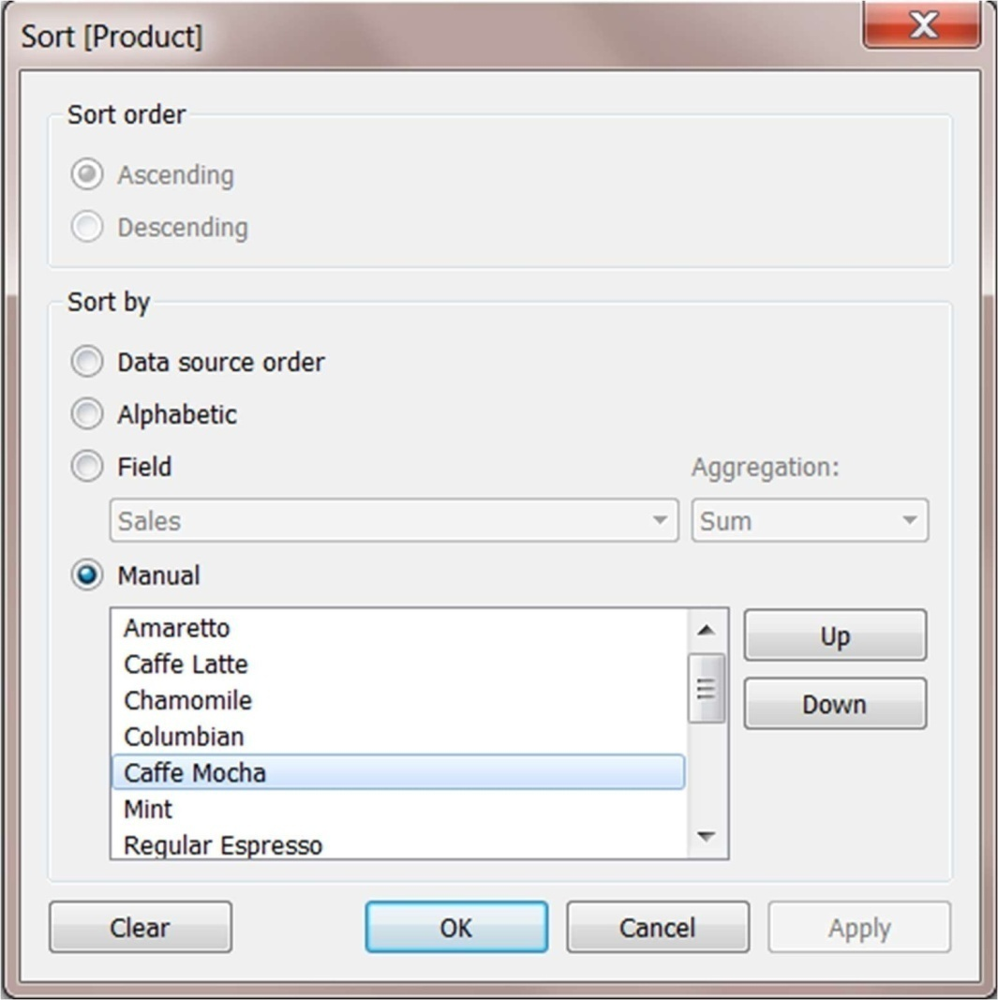 Sort [Product]
Sort order
Ascending
Descending
Sort by
Data source order
Alphabetic
Field
Aggregation:
Sales
Sum
Manual
Amaretto
Caffe Latte
Chamomile
Columbian
Caffe Mocha
Mint
Regular Espresso
Up
Down
Clear
OK
Cancel
Apply